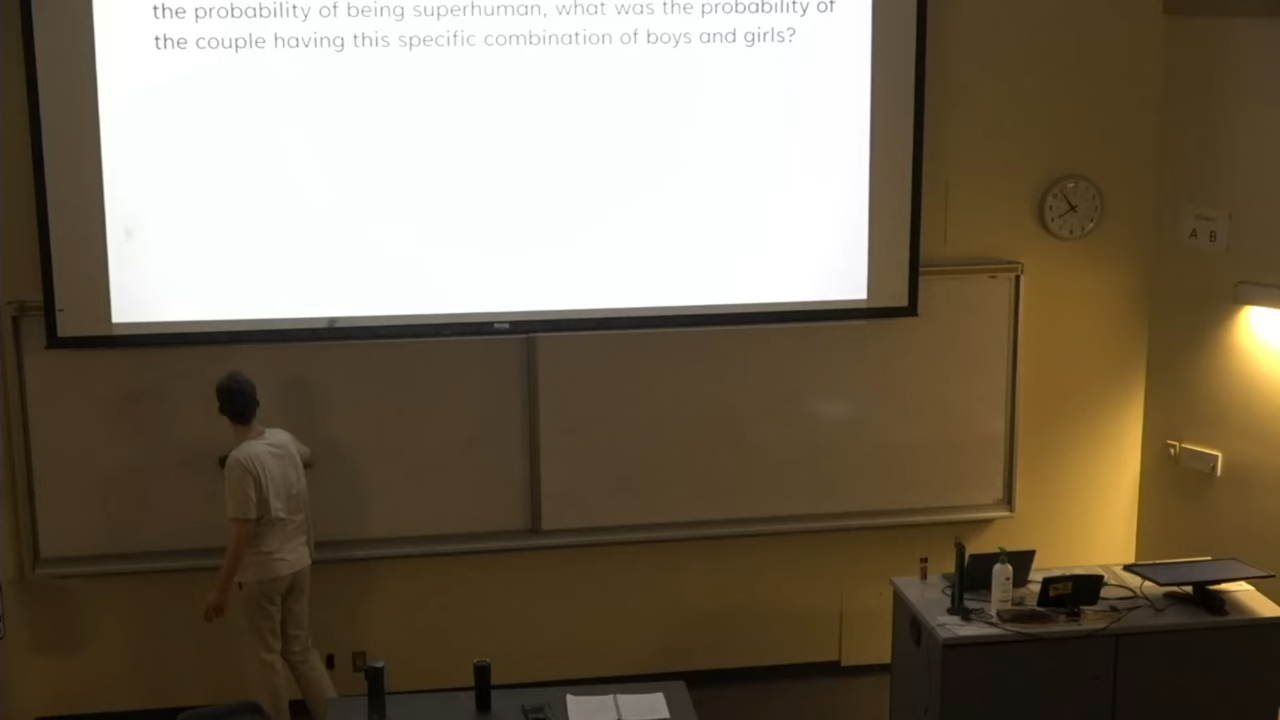 the probability of being superhuman, what was the probability of
the couple having this specific combination of boys and girls?
A B